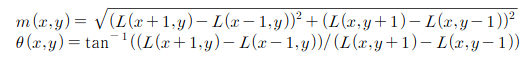 m(x,y) = √(L(x+1,y)−L(x−1,y))² + (L(x,y+1)−L(x,y−1))²
θ(x,y) = tan⁻¹((L(x+1,y)−L(x−1,y))/(L(x,y+1)−L(x,y−1))